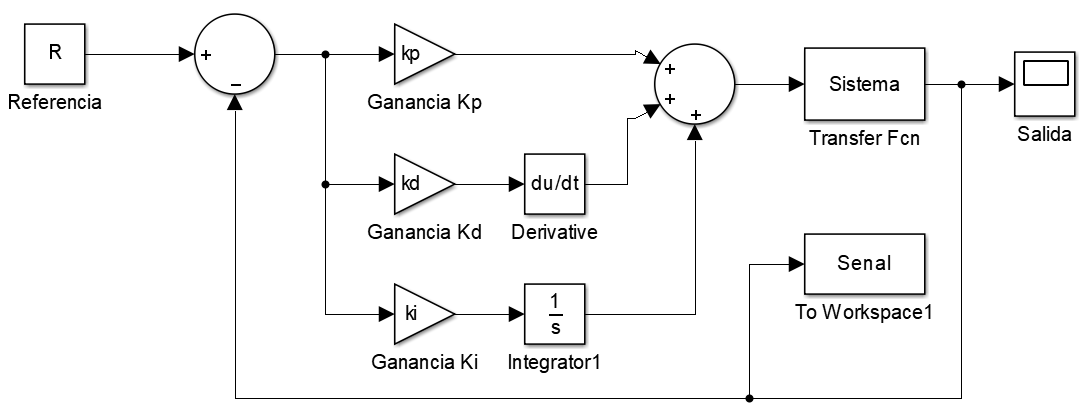 R
Referencia
+
−
kp
Ganancia Kp
kd
Ganancia Kd
du/dt
Derivative
ki
Ganancia Ki
1
s
Integrator1
+
+
+
Sistema
Transfer Fcn
Salida
Senal
To Workspace1